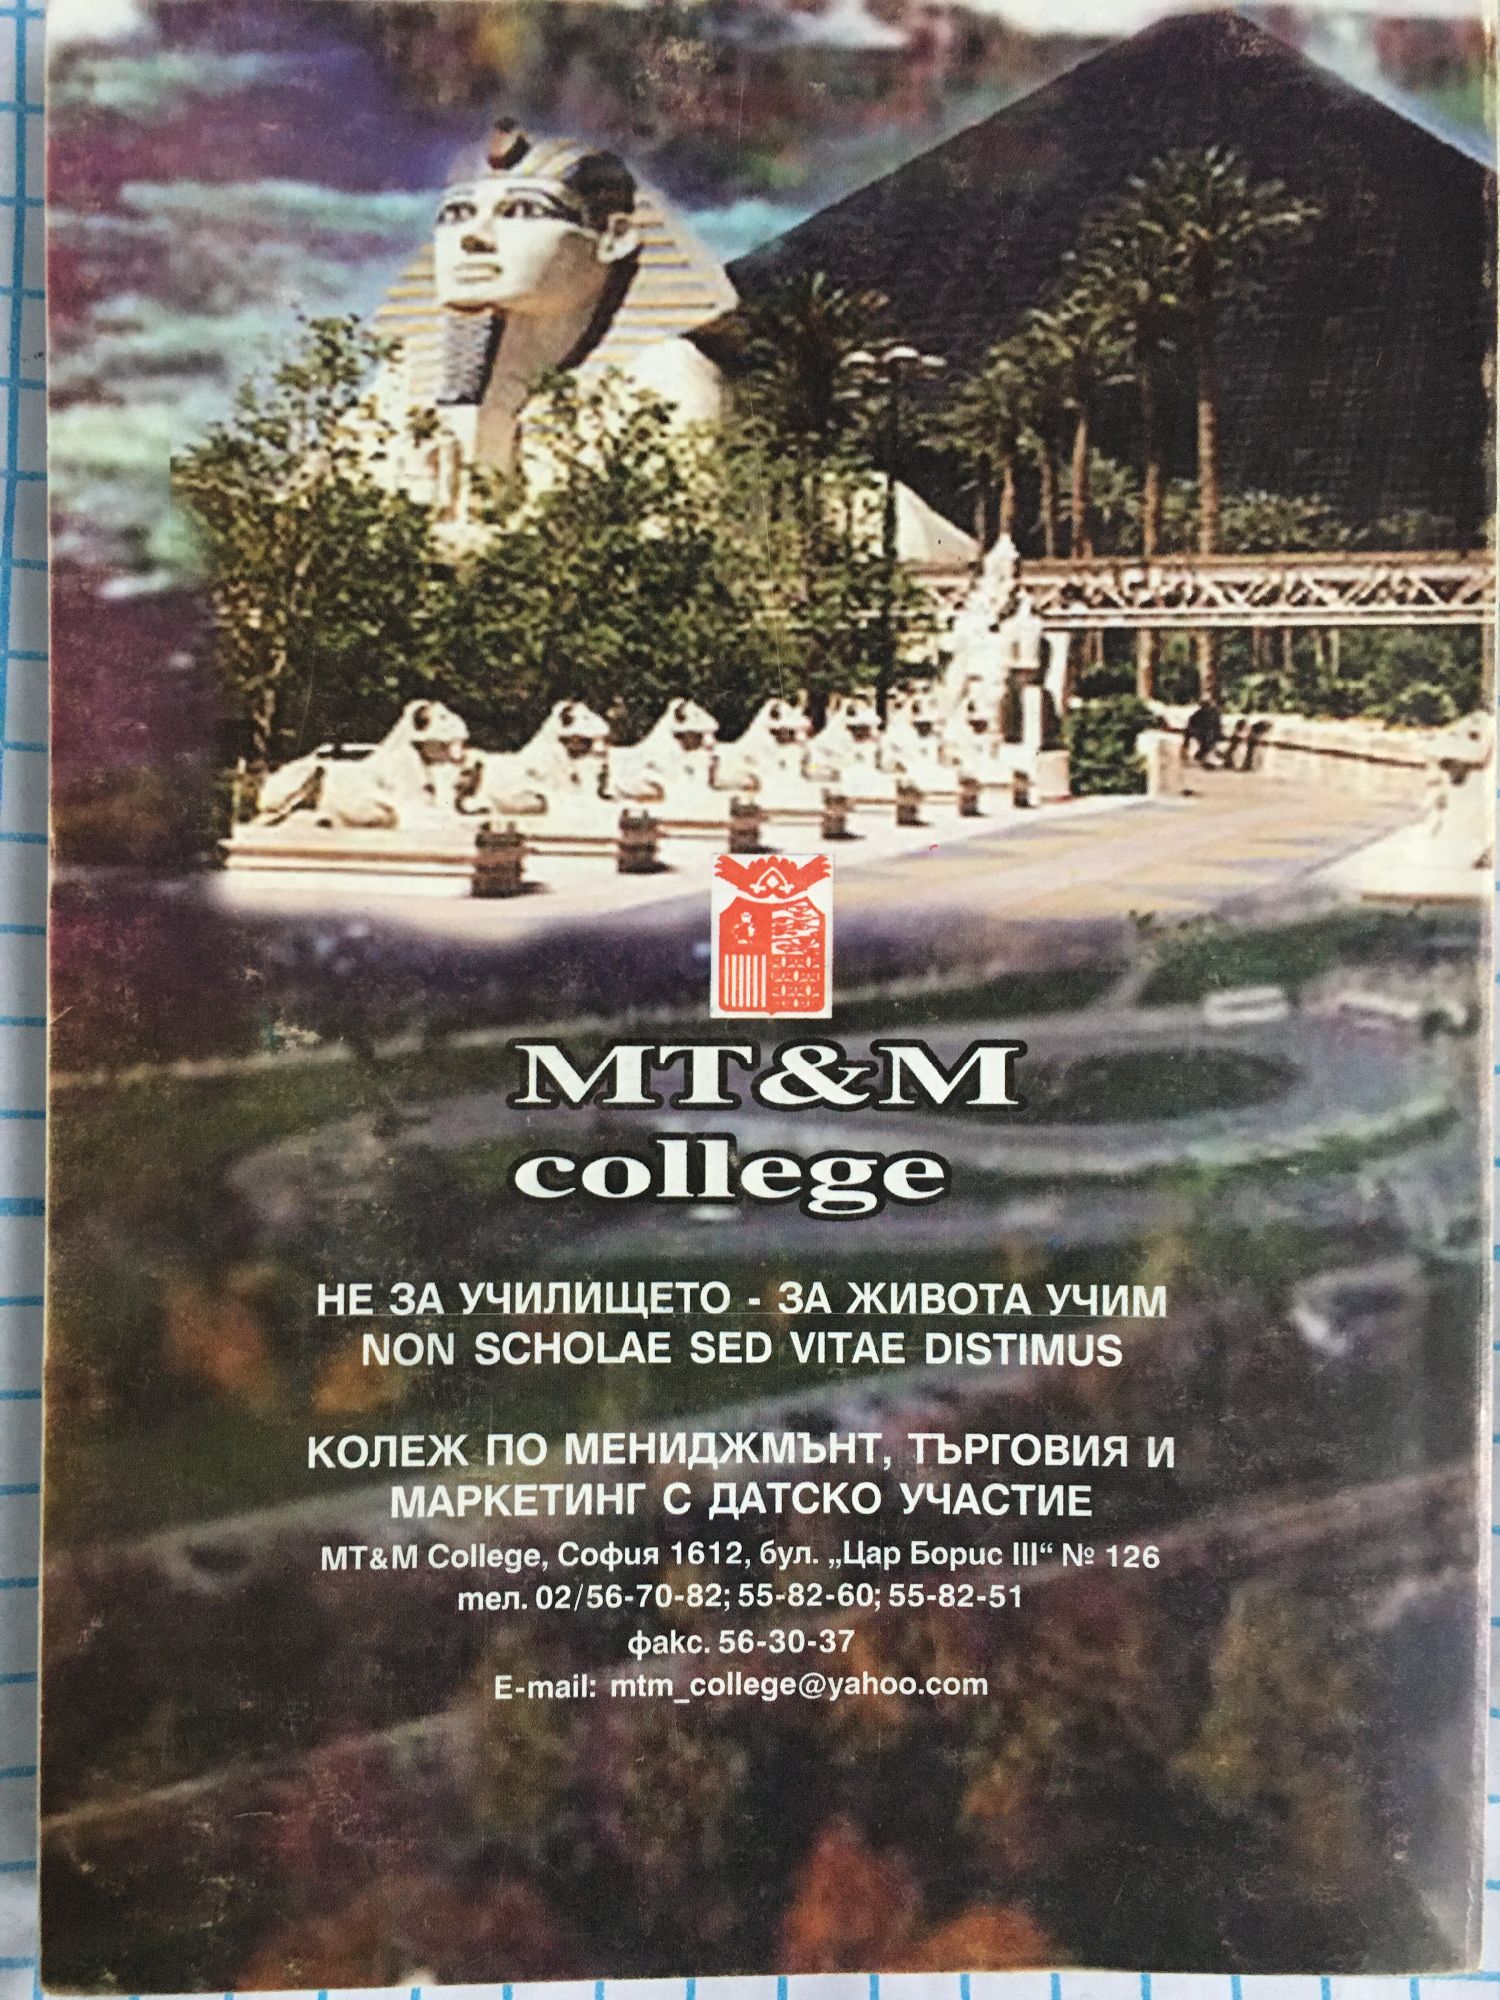 MT&M
college
НЕ ЗА УЧИЛИЩЕТО - ЗА ЖИВОТА УЧИМ
NON SCHOLAE SED VITAE DISTIMUS
КОЛЕЖ ПО МЕНИДЖМЪНТ, ТЪРГОВИЯ И
МАРКЕТИНГ С ДАТСКО УЧАСТИЕ
MT&M College, София 1612, бул. „Цар Борис III“ № 126
тел. 02/56-70-82; 55-82-60; 55-82-51
факс. 56-30-37
E-mail: mtm_college@yahoo.com